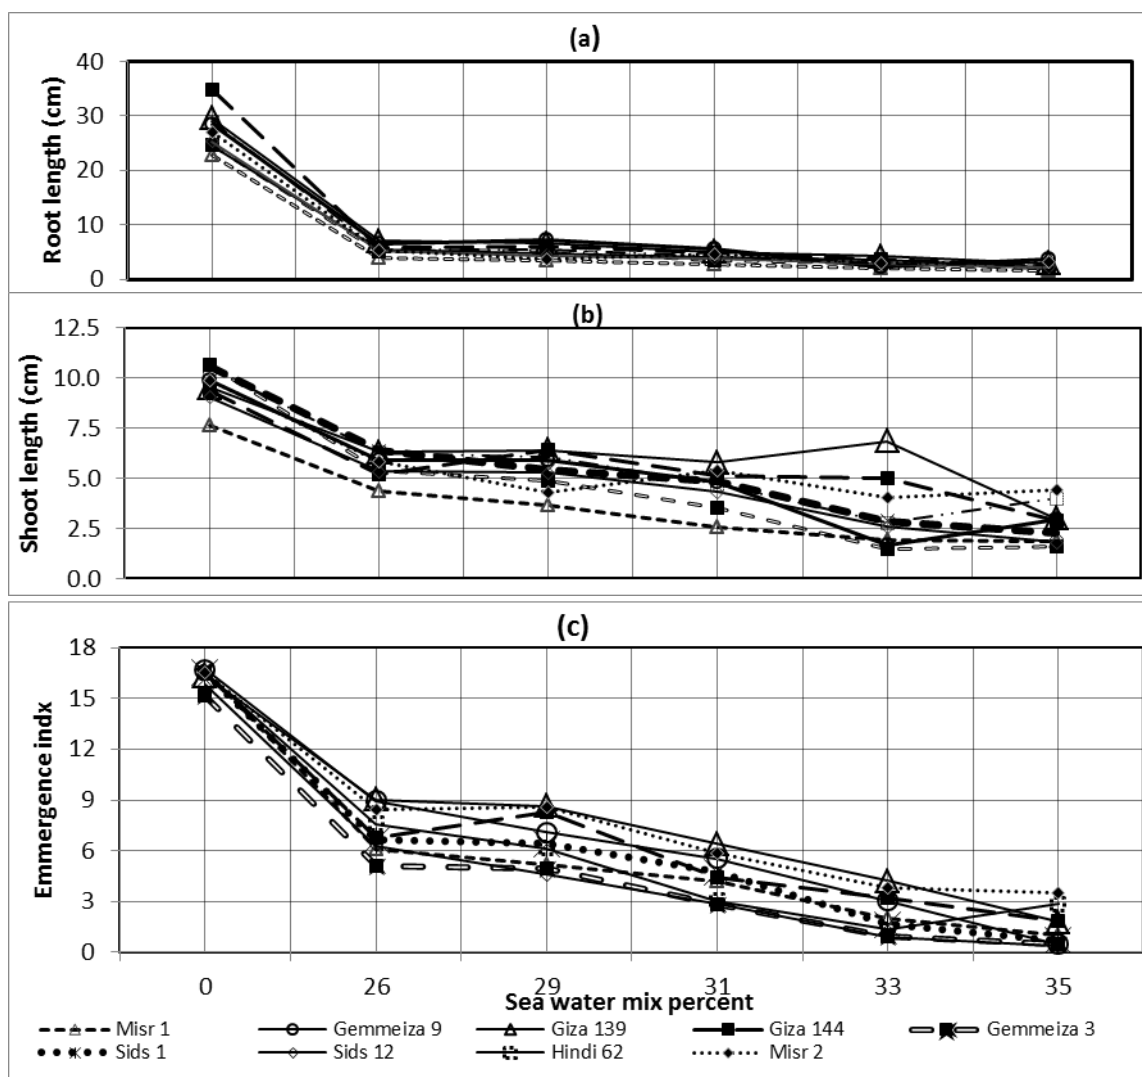 (a)
Root length (cm)
40
30
20
10
0
(b)
Shoot length (cm)
12.5
10.0
7.5
5.0
2.5
0.0
(c)
Emmergence indx
18
15
12
9
6
3
0
0 26 29 31 33 35
Sea water mix percent
Misr 1 Gemmeiza 9 Giza 139 Giza 144 Gemmeiza 3
Sids 1 Sids 12 Hindi 62 Misr 2